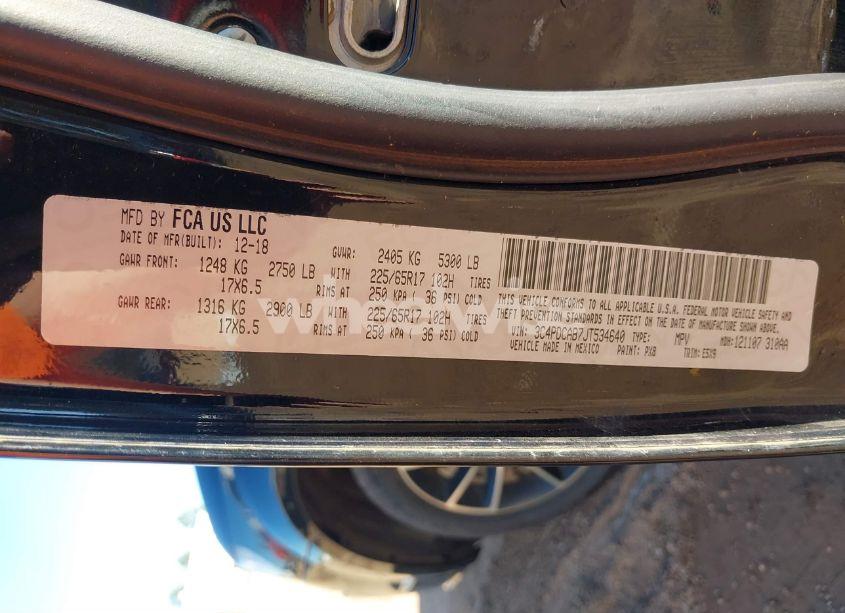 MFD BY FCA US LLC
DATE OF MFR(BUILT): 12-18 GVWR: 2405 KG 5300 LB
GAWR FRONT: 1248 KG 2750 LB WITH 225/65R17 102H TIRES
17X6.5 RIMS AT 250 KPA ( 36 PSI) COLD
GAWR REAR: 1316 KG 2900 LB WITH 225/65R17 102H TIRES
17X6.5 RIMS AT 250 KPA ( 36 PSI) COLD
THIS VEHICLE CONFORMS TO ALL APPLICABLE U.S.A. FEDERAL MOTOR VEHICLE SAFETY AND
THEFT PREVENTION STANDARDS IN EFFECT ON THE DATE OF MANUFACTURE SHOWN ABOVE.
VIN: 3C4PDCAB7JT534640 TYPE: MPV MDH: 121107 310AA
VEHICLE MADE IN MEXICO PAINT: PX8 TRIM: E5X9